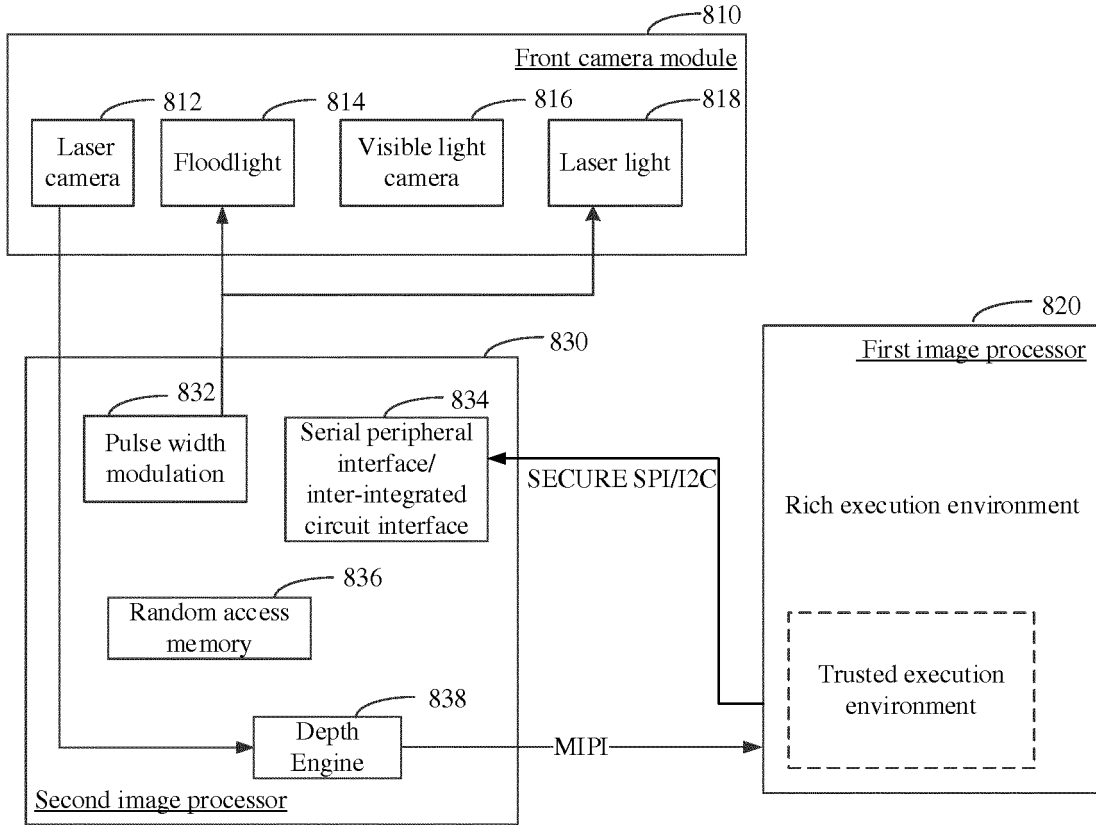 810
Front camera module
812
814
816
818
Laser
camera
Floodlight
Visible light
camera
Laser light
820
First image processor
830
832
834
Pulse width
modulation
Serial peripheral
interface/
inter-integrated
circuit interface
SECURE SPI/I2C
Rich execution environment
836
Random access
memory
Trusted execution
environment
838
Depth
Engine
MIPI
Second image processor